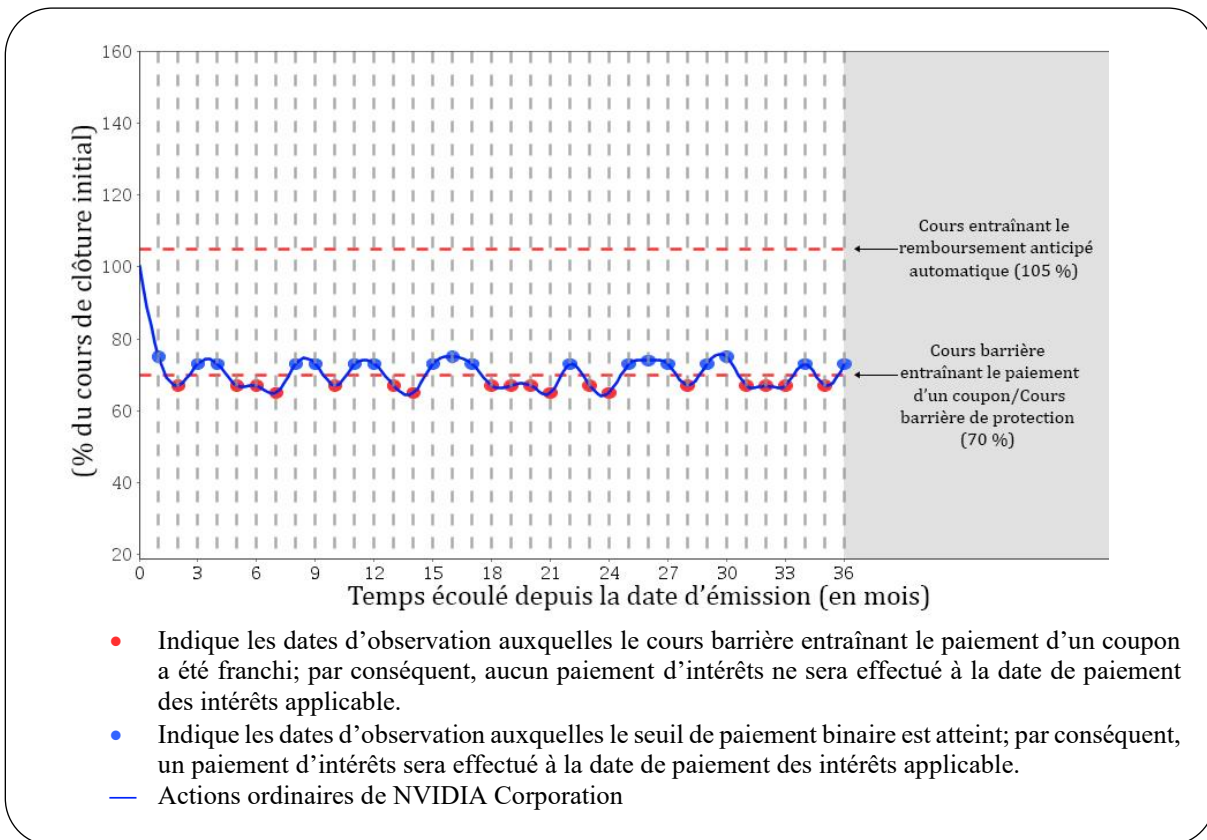 160
140
120
100
80
60
40
20
(% du cours de clôture initial)
0 3 6 9 12 15 18 21 24 27 30 33 36
Temps écoulé depuis la date d'émission (en mois)
Cours entraînant le
remboursement anticipé
automatique (105 %)
Cours barrière
entraînant le paiement
d'un coupon/Cours
barrière de protection
(70 %)
• Indique les dates d'observation auxquelles le cours barrière entraînant le paiement d'un coupon
a été franchi; par conséquent, aucun paiement d'intérêts ne sera effectué à la date de paiement
des intérêts applicable.
• Indique les dates d'observation auxquelles le seuil de paiement binaire est atteint; par conséquent,
un paiement d'intérêts sera effectué à la date de paiement des intérêts applicable.
— Actions ordinaires de NVIDIA Corporation